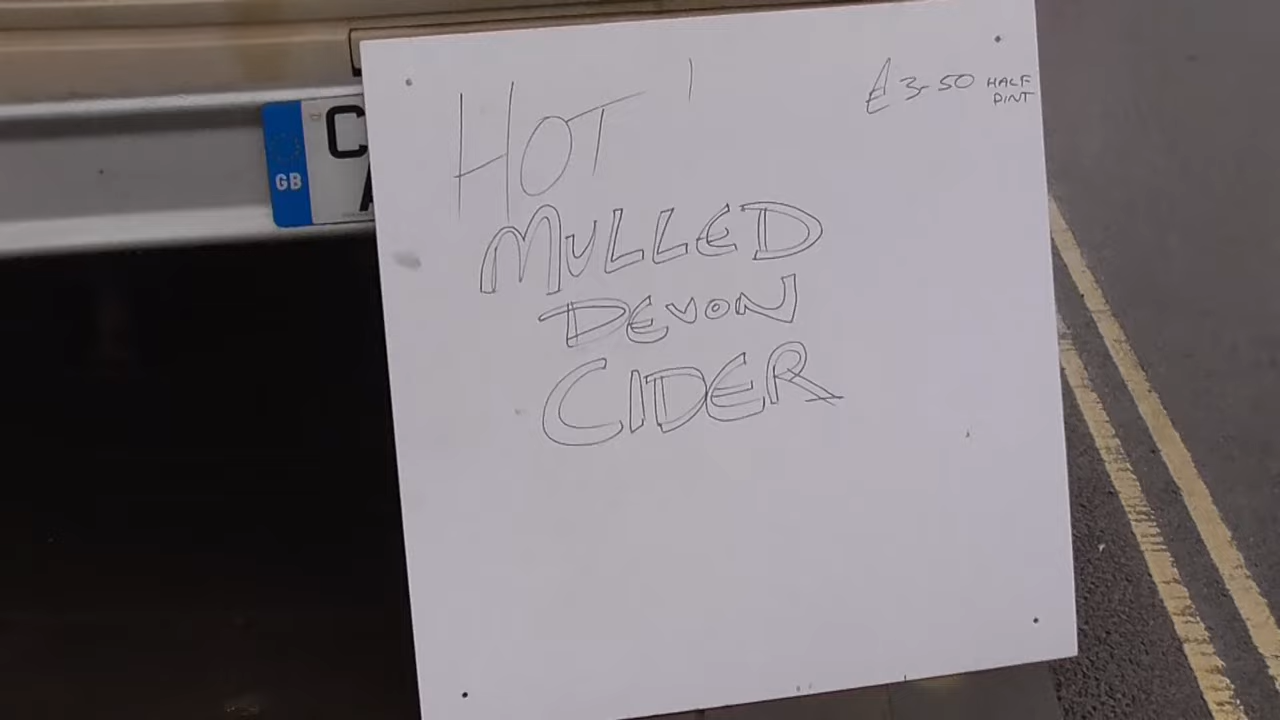 HOT '
£3-50 HALF
PINT
MULLED
DEVON
CIDER
GB
C